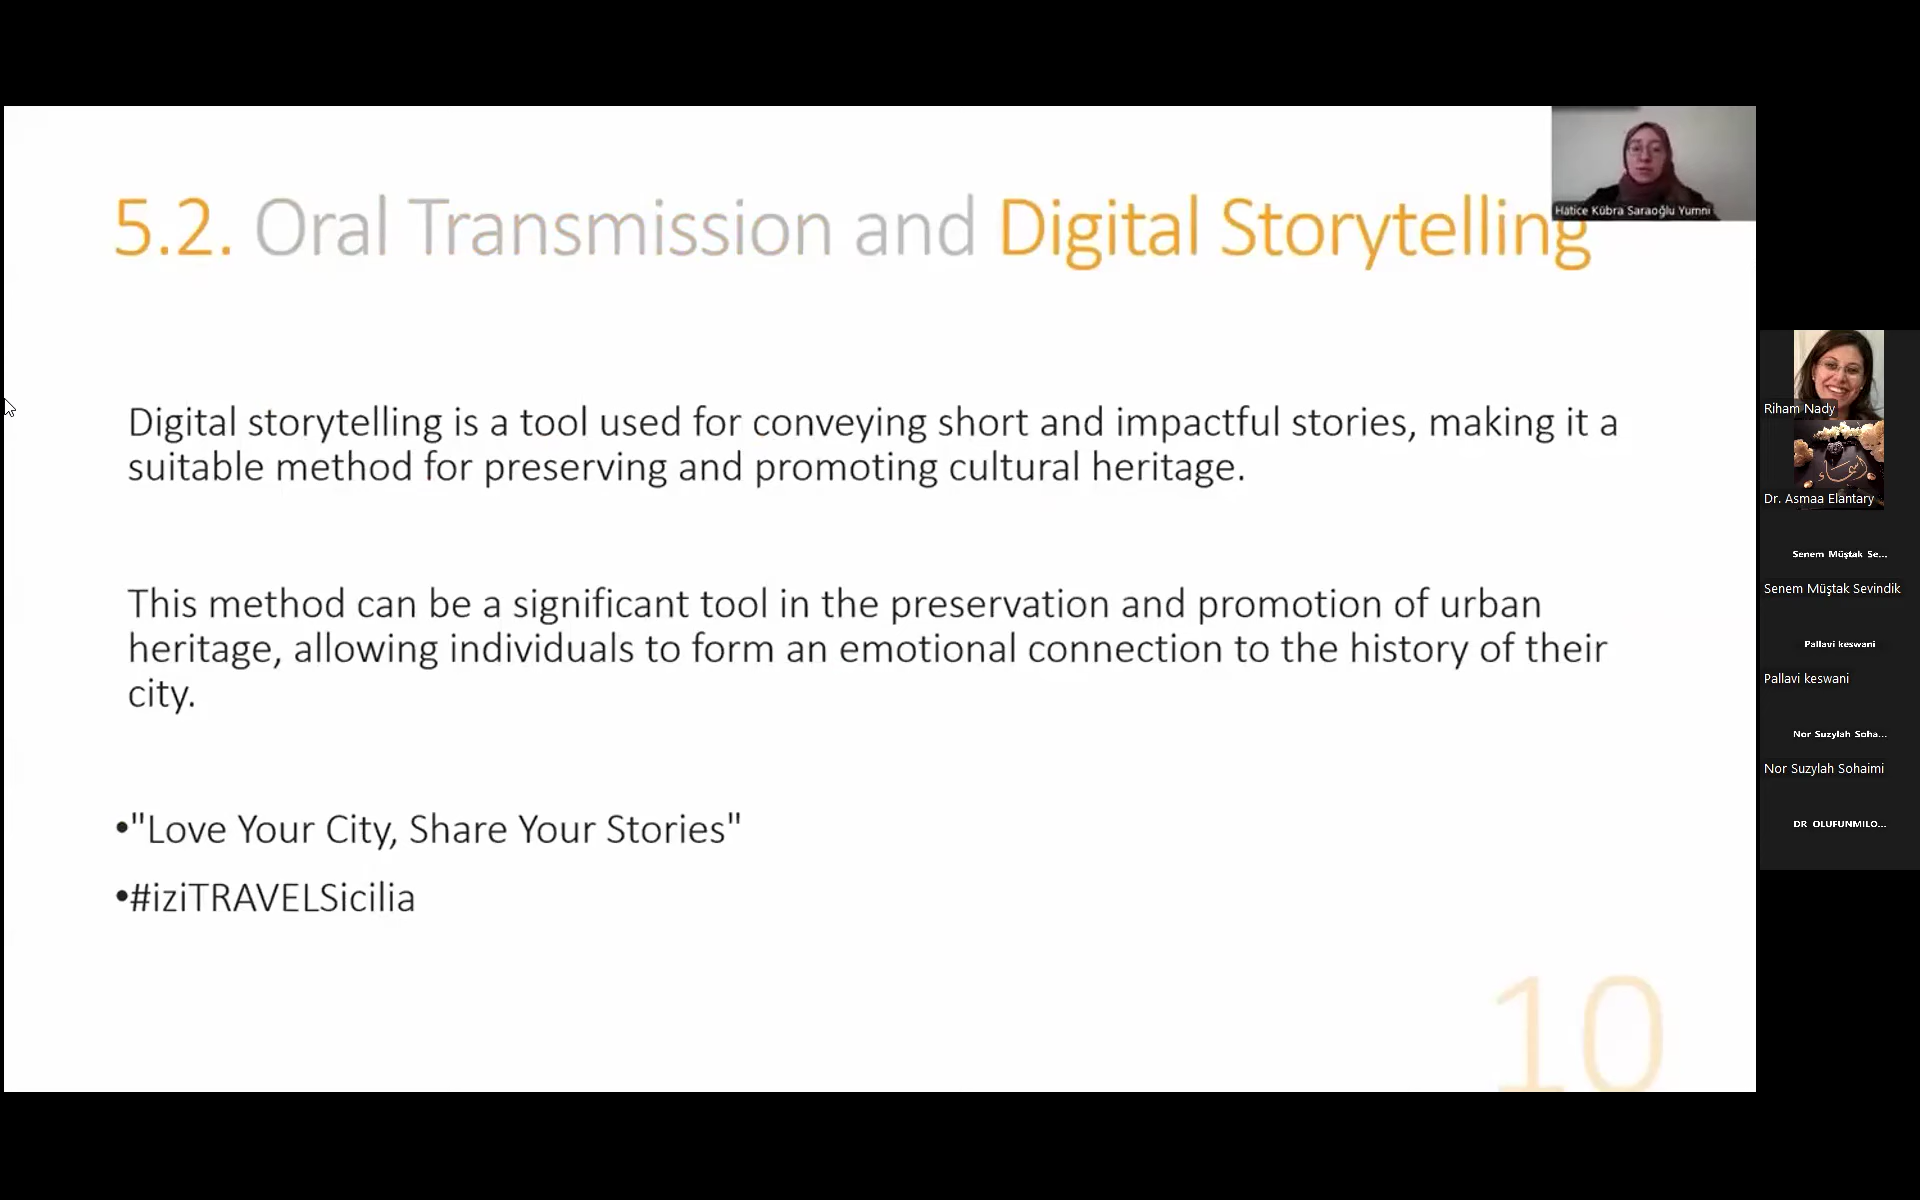 5.2. Oral Transmission and Digital Storytelling
Hatice Kübra Saraoğlu Yumni
Digital storytelling is a tool used for conveying short and impactful stories, making it a
suitable method for preserving and promoting cultural heritage.
This method can be a significant tool in the preservation and promotion of urban
heritage, allowing individuals to form an emotional connection to the history of their
city.
•"Love Your City, Share Your Stories"
•#iziTRAVELSicilia
10
Riham Nady
أسماء
Dr. Asmaa Elantary
Senem Müştak Se...
Senem Müştak Sevindik
Pallavi keswani
Pallavi keswani
Nor Suzylah Soha...
Nor Suzylah Sohaimi
DR OLUFUNMILO...